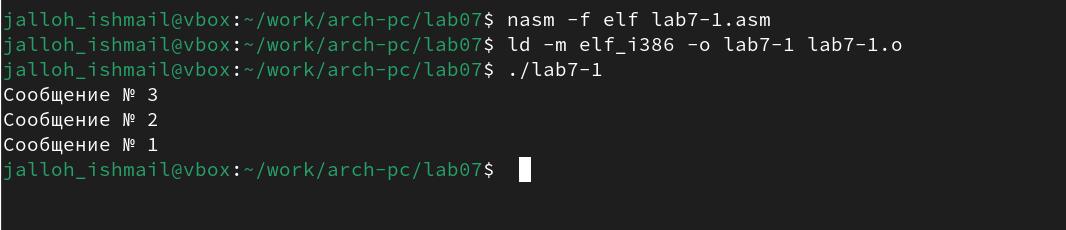 jalloh_ishmail@vbox:~/work/arch-pc/lab07$ nasm -f elf lab7-1.asm
jalloh_ishmail@vbox:~/work/arch-pc/lab07$ ld -m elf_i386 -o lab7-1 lab7-1.o
jalloh_ishmail@vbox:~/work/arch-pc/lab07$ ./lab7-1
Сообщение № 3
Сообщение № 2
Сообщение № 1
jalloh_ishmail@vbox:~/work/arch-pc/lab07$